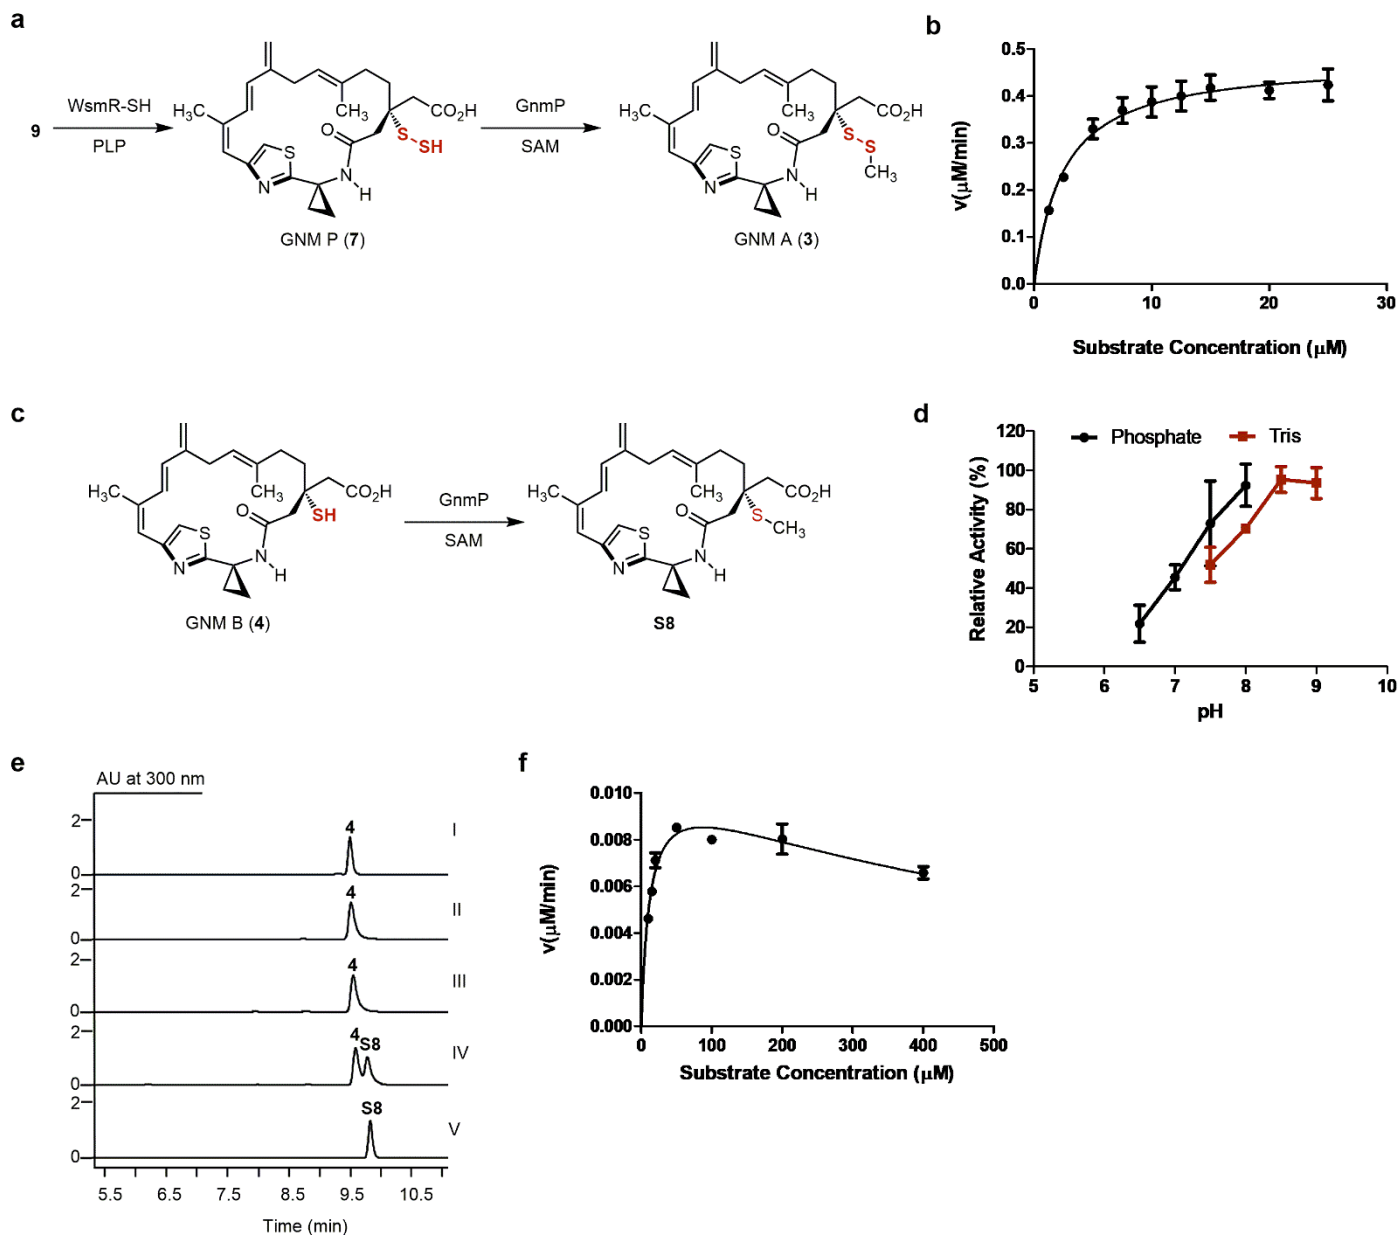 a
9
WsmR-SH
PLP
H3C
CH3
CO2H
O
S
SH
S
N
N
H
GNM P (7)
GnmP
SAM
H3C
CH3
CO2H
O
S
S
CH3
S
N
N
H
GNM A (3)
b
v(μM/min)
0.5
0.4
0.3
0.2
0.1
0.0
0 10 20 30
Substrate Concentration (μM)
c
H3C
CH3
CO2H
O
SH
S
N
N
H
GNM B (4)
GnmP
SAM
H3C
CH3
CO2H
O
S
CH3
S
N
N
H
S8
d
Phosphate Tris
Relative Activity (%)
120
100
80
60
40
20
0
5 6 7 8 9 10
pH
e
AU at 300 nm
2
4
I
0
2
4
II
0
2
4
III
0
2
4 S8
IV
0
2
S8
V
0
5.5 6.5 7.5 8.5 9.5 10.5
Time (min)
f
v(μM/min)
0.010
0.008
0.006
0.004
0.002
0.000
0 100 200 300 400 500
Substrate Concentration (μM)